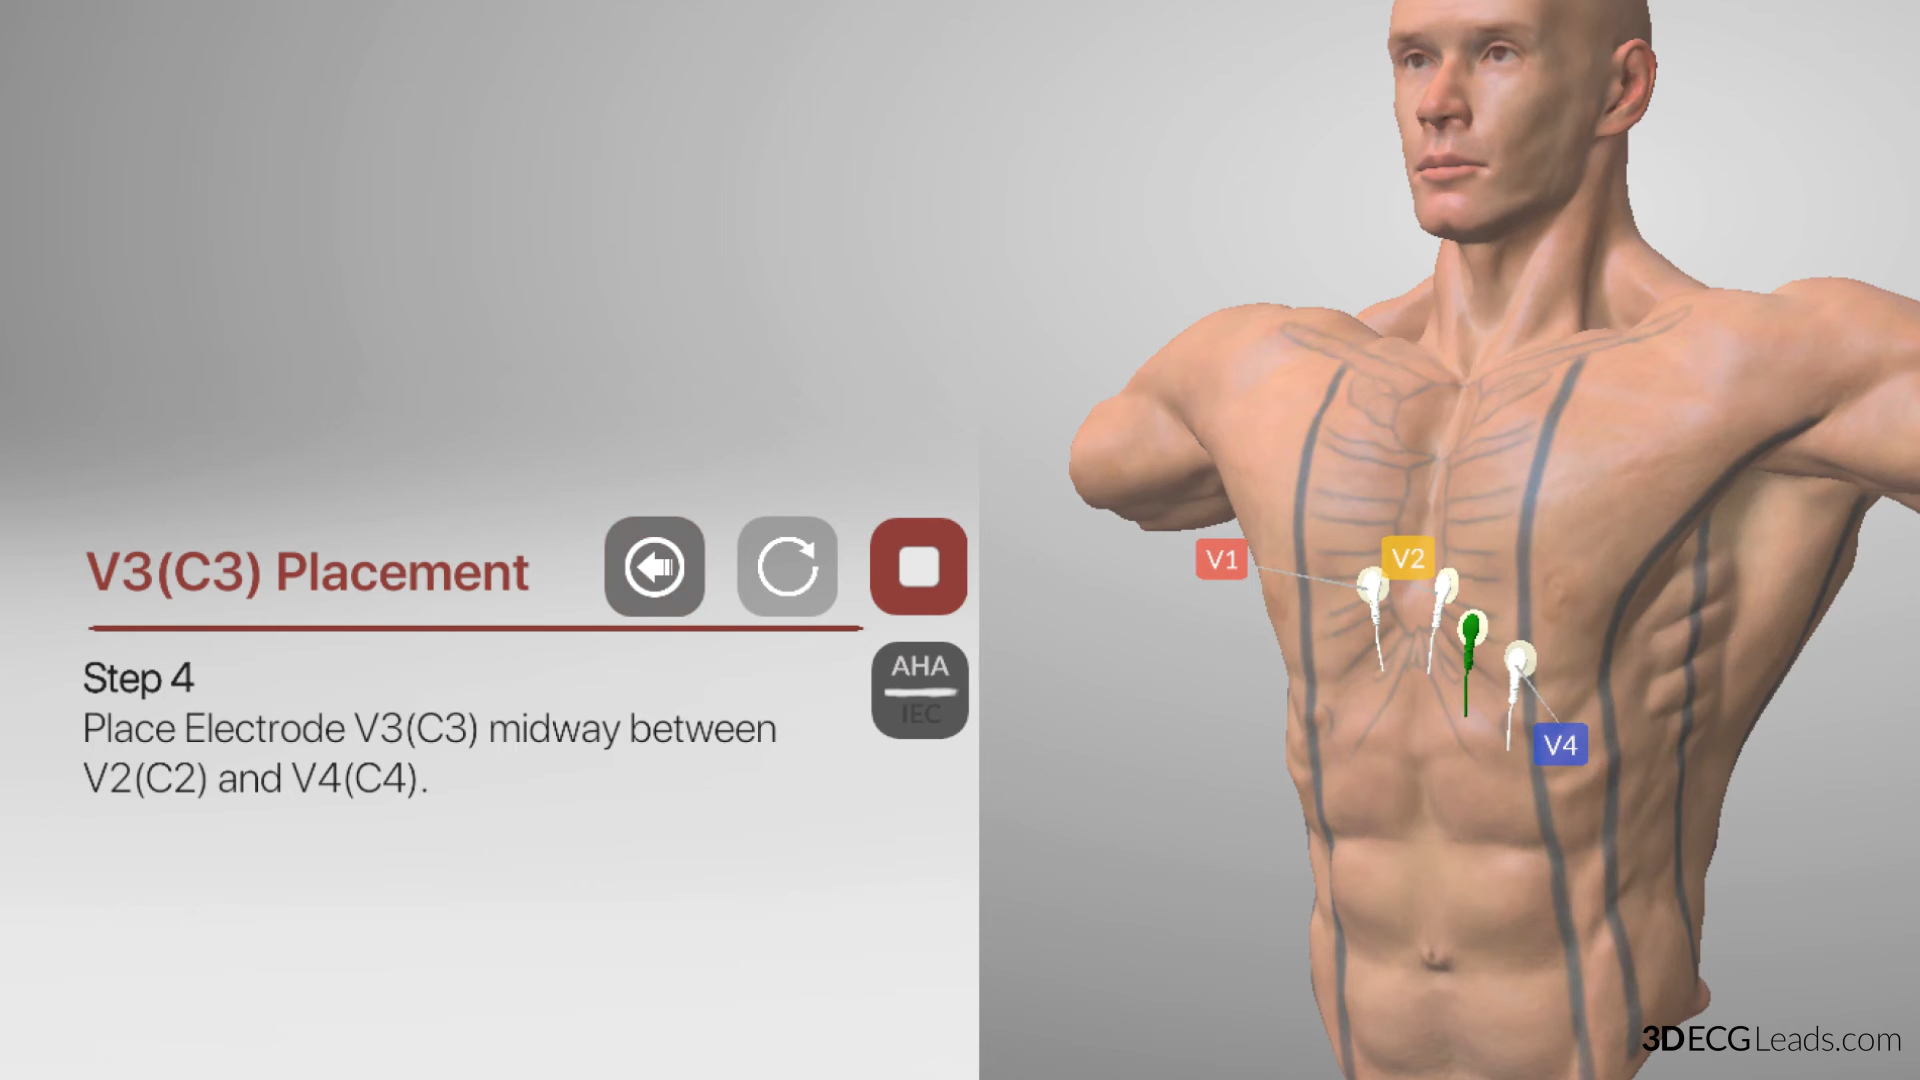 V3(C3) Placement
Step 4
Place Electrode V3(C3) midway between
V2(C2) and V4(C4).
AHA
IEC
V1
V2
V4
3DECGLeads.com